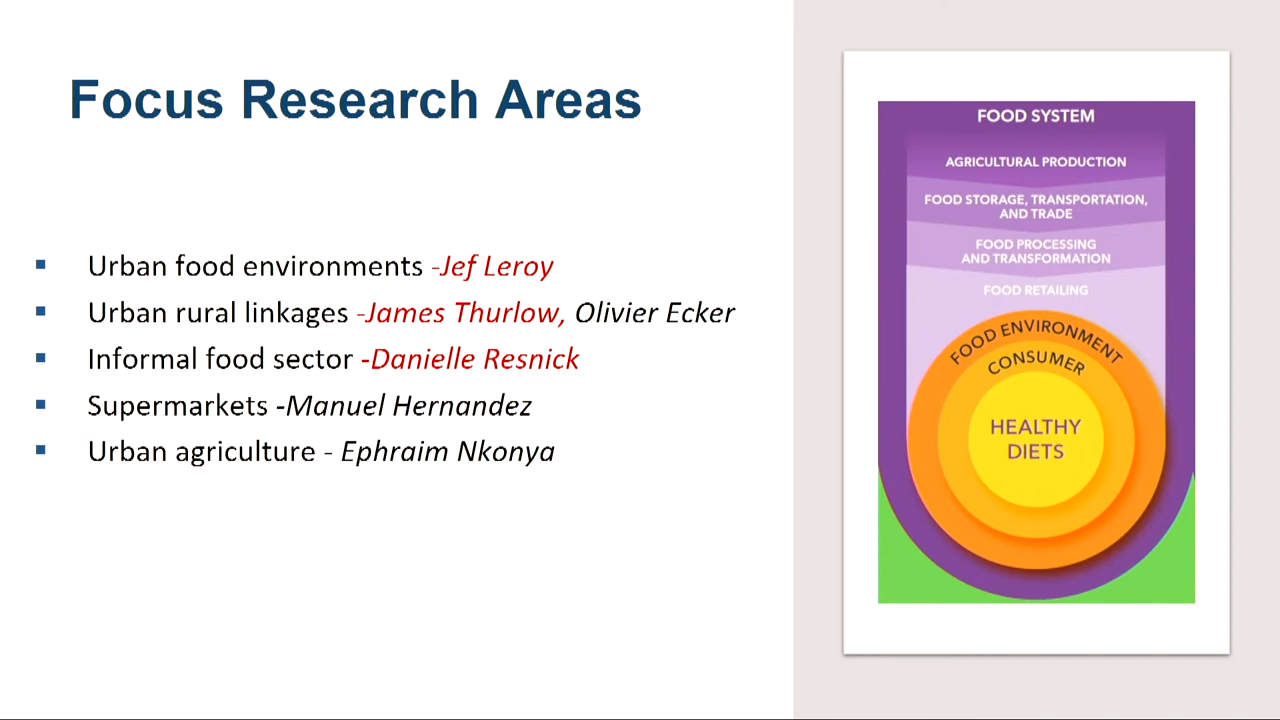 Focus Research Areas
▪ Urban food environments -Jef Leroy
▪ Urban rural linkages -James Thurlow, Olivier Ecker
▪ Informal food sector -Danielle Resnick
▪ Supermarkets -Manuel Hernandez
▪ Urban agriculture - Ephraim Nkonya
FOOD SYSTEM
AGRICULTURAL PRODUCTION
FOOD STORAGE, TRANSPORTATION,
AND TRADE
FOOD PROCESSING
AND TRANSFORMATION
FOOD RETAILING
FOOD ENVIRONMENT
CONSUMER
HEALTHY
DIETS